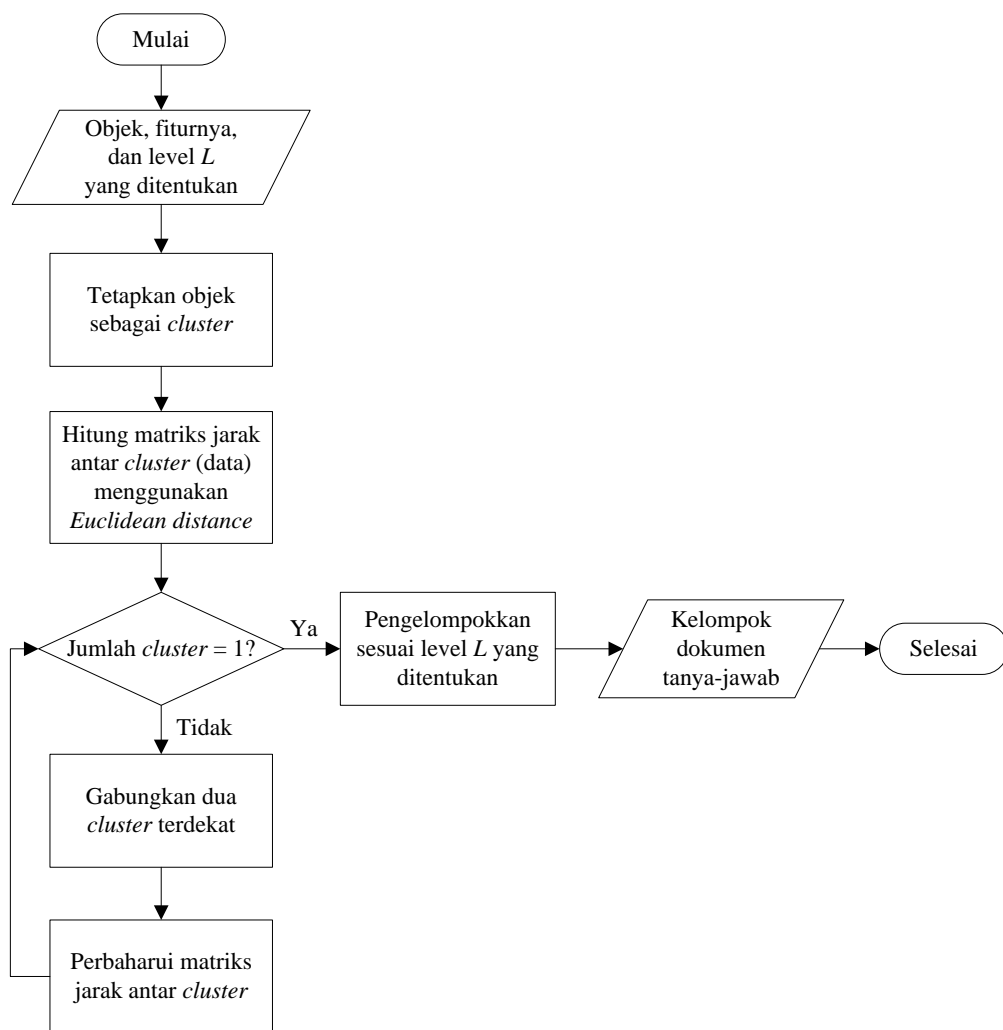 Mulai
Objek, fiturnya,
dan level L
yang ditentukan
Tetapkan objek
sebagai cluster
Hitung matriks jarak
antar cluster (data)
menggunakan
Euclidean distance
Jumlah cluster = 1?
Ya
Pengelompokkan
sesuai level L yang
ditentukan
Kelompok
dokumen
tanya-jawab
Selesai
Tidak
Gabungkan dua
cluster terdekat
Perbaharui matriks
jarak antar cluster